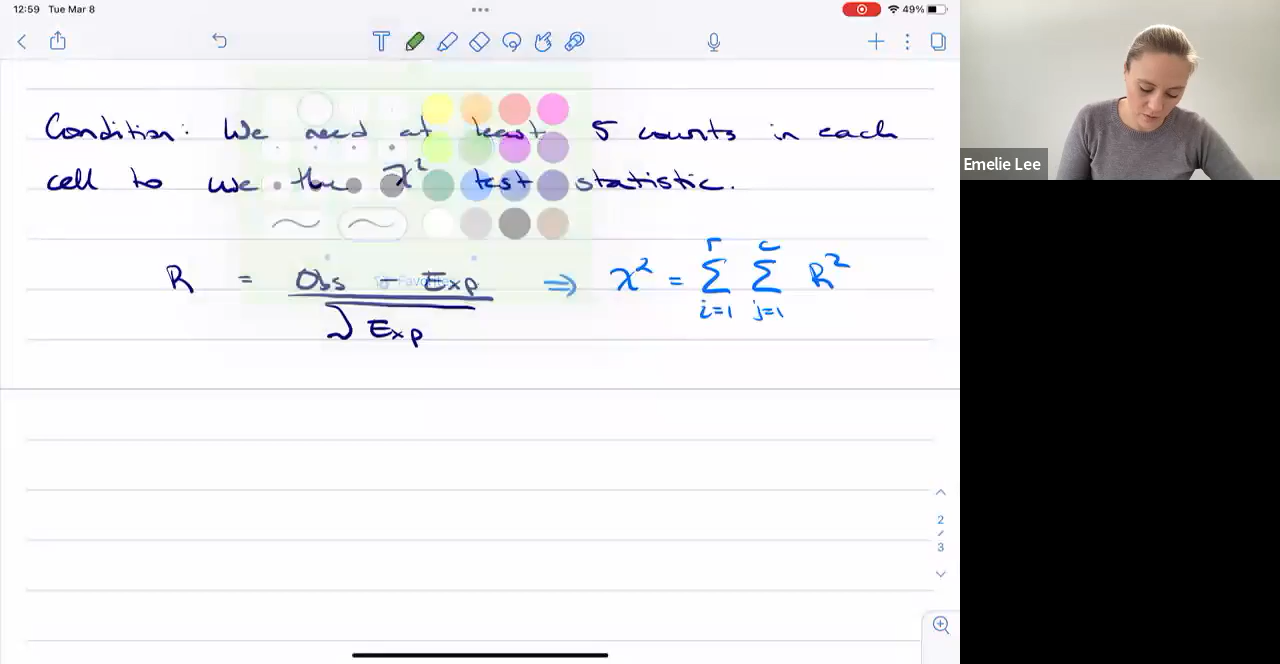 12:59 Tue Mar 8
49%
T
Condition: We need at least 5 counts in each
cell to use the χ² test statistic.
R = Obs - Exp / √Exp ⇒ χ² = Σ_{i=1}^{r} Σ_{j=1}^{c} R²
Favorites
2
/
3
Emelie Lee